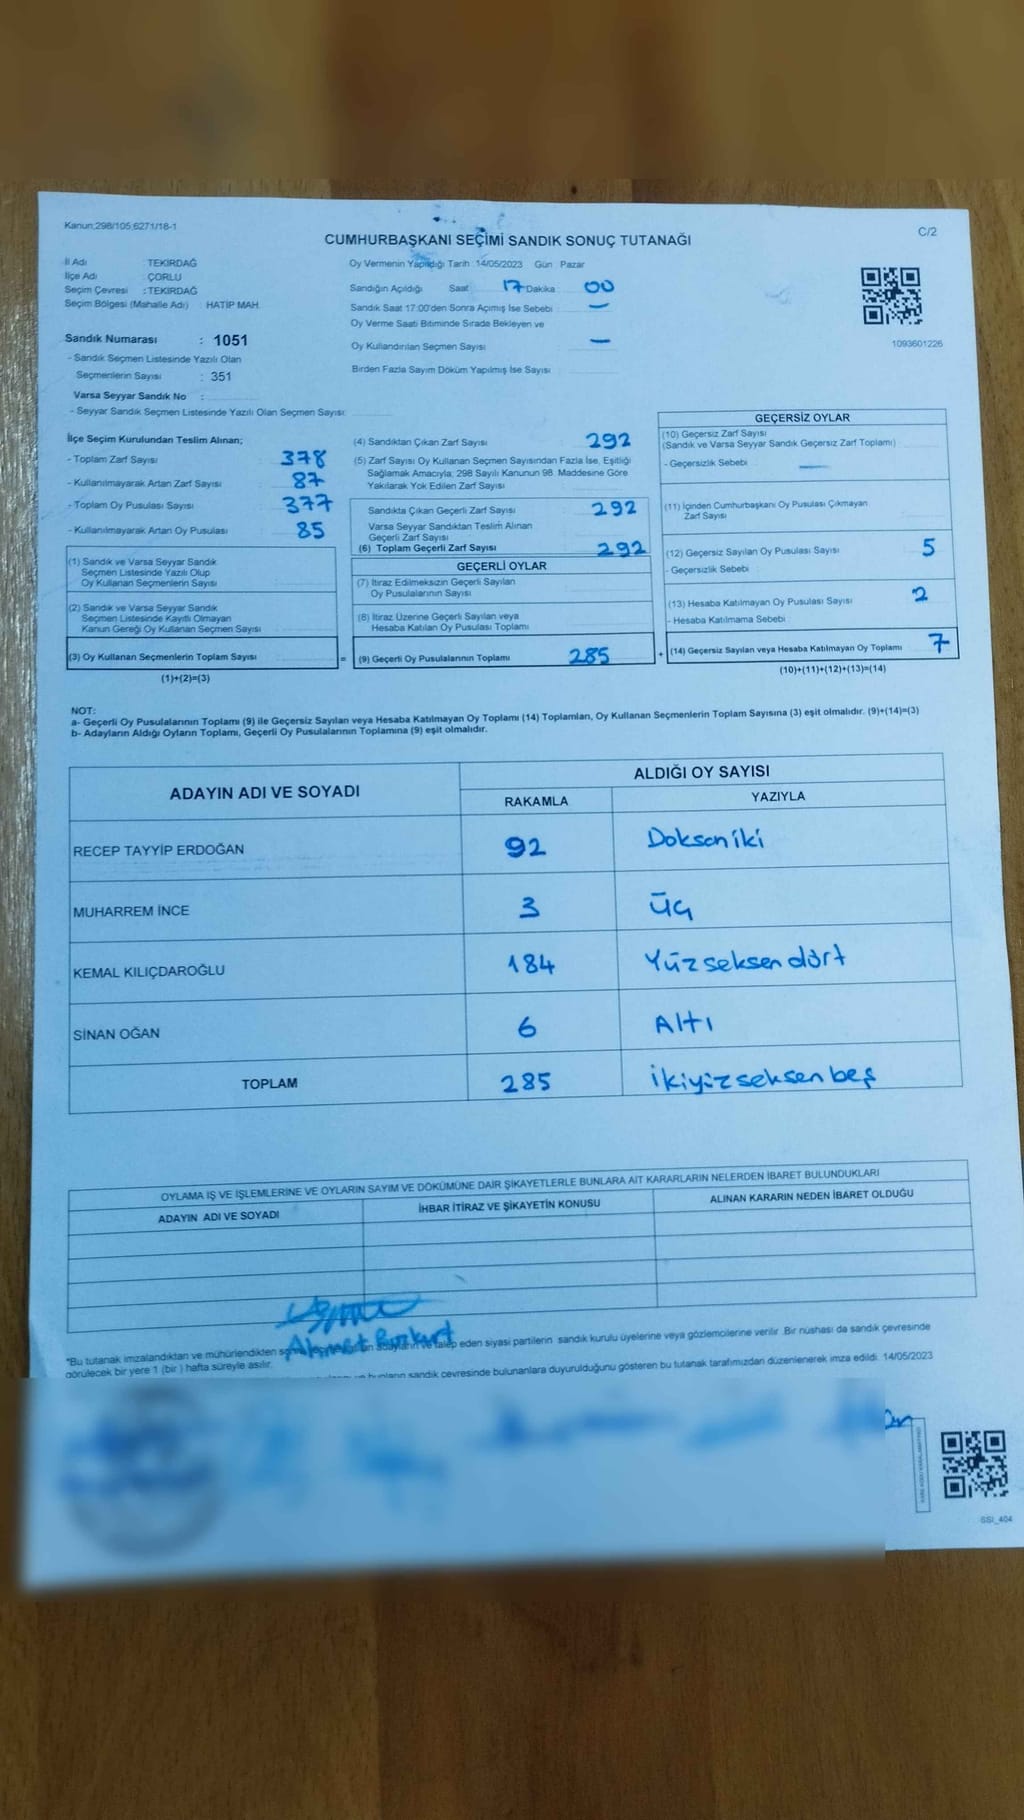 Kanun;298/105,6271/18-1
C/2
CUMHURBAŞKANI SEÇİMİ SANDIK SONUÇ TUTANAĞI
İl Adı : TEKİRDAĞ
İlçe Adı : ÇORLU
Seçim Çevresi : TEKİRDAĞ
Seçim Bölgesi (Mahalle Adı) : HATİP MAH.
Sandık Numarası : 1051
- Sandık Seçmen Listesinde Yazılı Olan
Seçmenlerin Sayısı : 351
Varsa Seyyar Sandık No :
- Seyyar Sandık Seçmen Listesinde Yazılı Olan Seçmen Sayısı:
Oy Vermenin Yapıldığı Tarih : 14/05/2023 Gün : Pazar
Sandığın Açıldığı Saat 17 Dakika : 00
Sandık Saat 17:00'den Sonra Açımış İse Sebebi : —
Oy Verme Saati Bitiminde Sırada Bekleyen ve
Oy Kullandırılan Seçmen Sayısı —
Birden Fazla Sayım Döküm Yapılmış İse Sayısı
1093601226
İlçe Seçim Kurulundan Teslim Alınan;
- Toplam Zarf Sayısı 378
- Kullanılmayarak Artan Zarf Sayısı 87
- Toplam Oy Pusulası Sayısı 377
- Kullanılmayarak Artan Oy Pusulası 85
(1) Sandık ve Varsa Seyyar Sandık
Seçmen Listesinde Yazılı Olup
Oy Kullanan Seçmenlerin Sayısı
(2) Sandık ve Varsa Seyyar Sandık
Seçmen Listesinde Kayıtlı Olmayan
Kanun Gereği Oy Kullanan Seçmen Sayısı
(3) Oy Kullanan Seçmenlerin Toplam Sayısı =
(1)+(2)=(3)
(4) Sandıktan Çıkan Zarf Sayısı 292
(5) Zarf Sayısı Oy Kullanan Seçmen Sayısından Fazla İse, Eşitliği
Sağlamak Amacıyla; 298 Sayılı Kanunun 98. Maddesine Göre
Yakılarak Yok Edilen Zarf Sayısı
Sandıkta Çıkan Geçerli Zarf Sayısı 292
Varsa Seyyar Sandıktan Teslim Alınan
Geçerli Zarf Sayısı
(6) Toplam Geçerli Zarf Sayısı 292
GEÇERLİ OYLAR
(7) İtiraz Edilmeksizin Geçerli Sayılan
Oy Pusulalarının Sayısı
(8) İtiraz Üzerine Geçerli Sayılan veya
Hesaba Katılan Oy Pusulası Toplamı
(9) Geçerli Oy Pusulalarının Toplamı 285 +
GEÇERSİZ OYLAR
(10) Geçersiz Zarf Sayısı
(Sandık ve Varsa Seyyar Sandık Geçersiz Zarf Toplamı)
- Geçersizlik Sebebi —
(11) İçinden Cumhurbaşkanı Oy Pusulası Çıkmayan
Zarf Sayısı
(12) Geçersiz Sayılan Oy Pusulası Sayısı 5
- Geçersizlik Sebebi :
(13) Hesaba Katılmayan Oy Pusulası Sayısı 2
- Hesaba Katılmama Sebebi
(14) Geçersiz Sayılan veya Hesaba Katılmayan Oy Toplamı 7
(10)+(11)+(12)+(13)=(14)
NOT:
a- Geçerli Oy Pusulalarının Toplamı (9) ile Geçersiz Sayılan veya Hesaba Katılmayan Oy Toplamı (14) Toplamları, Oy Kullanan Seçmenlerin Toplam Sayısına (3) eşit olmalıdır. (9)+(14)=(3)
b- Adayların Aldığı Oyların Toplamı, Geçerli Oy Pusulalarının Toplamına (9) eşit olmalıdır.
ADAYIN ADI VE SOYADI ALDIĞI OY SAYISI
RAKAMLA YAZIYLA
RECEP TAYYİP ERDOĞAN 92 Doksaniki
MUHARREM İNCE 3 Üç
KEMAL KILIÇDAROĞLU 184 Yüzseksendört
SİNAN OĞAN 6 Altı
TOPLAM 285 İkiyüzseksenbeş
OYLAMA İŞ VE İŞLEMLERİNE VE OYLARIN SAYIM VE DÖKÜMÜNE DAİR ŞİKAYETLERLE BUNLARA AİT KARARLARIN NELERDEN İBARET BULUNDUKLARI
ADAYIN ADI VE SOYADI İHBAR İTİRAZ VE ŞİKAYETİN KONUSU ALINAN KARARIN NEDEN İBARET OLDUĞU
Ahmet Bozkurt
*Bu tutanak imzalandıktan ve mühürlendikten talep eden siyasi partilerin sandık kurulu üyelerine veya gözlemcilerine verilir .Bir nüshası da sandık çevresinde
görülecek bir yere 1 (bir ) hafta süreyle asılır.
bunların sandık çevresinde bulunanlara duyurulduğunu gösteren bu tutanak tarafımızdan düzenlenerek imza edildi. 14/05/2023
SSI_404